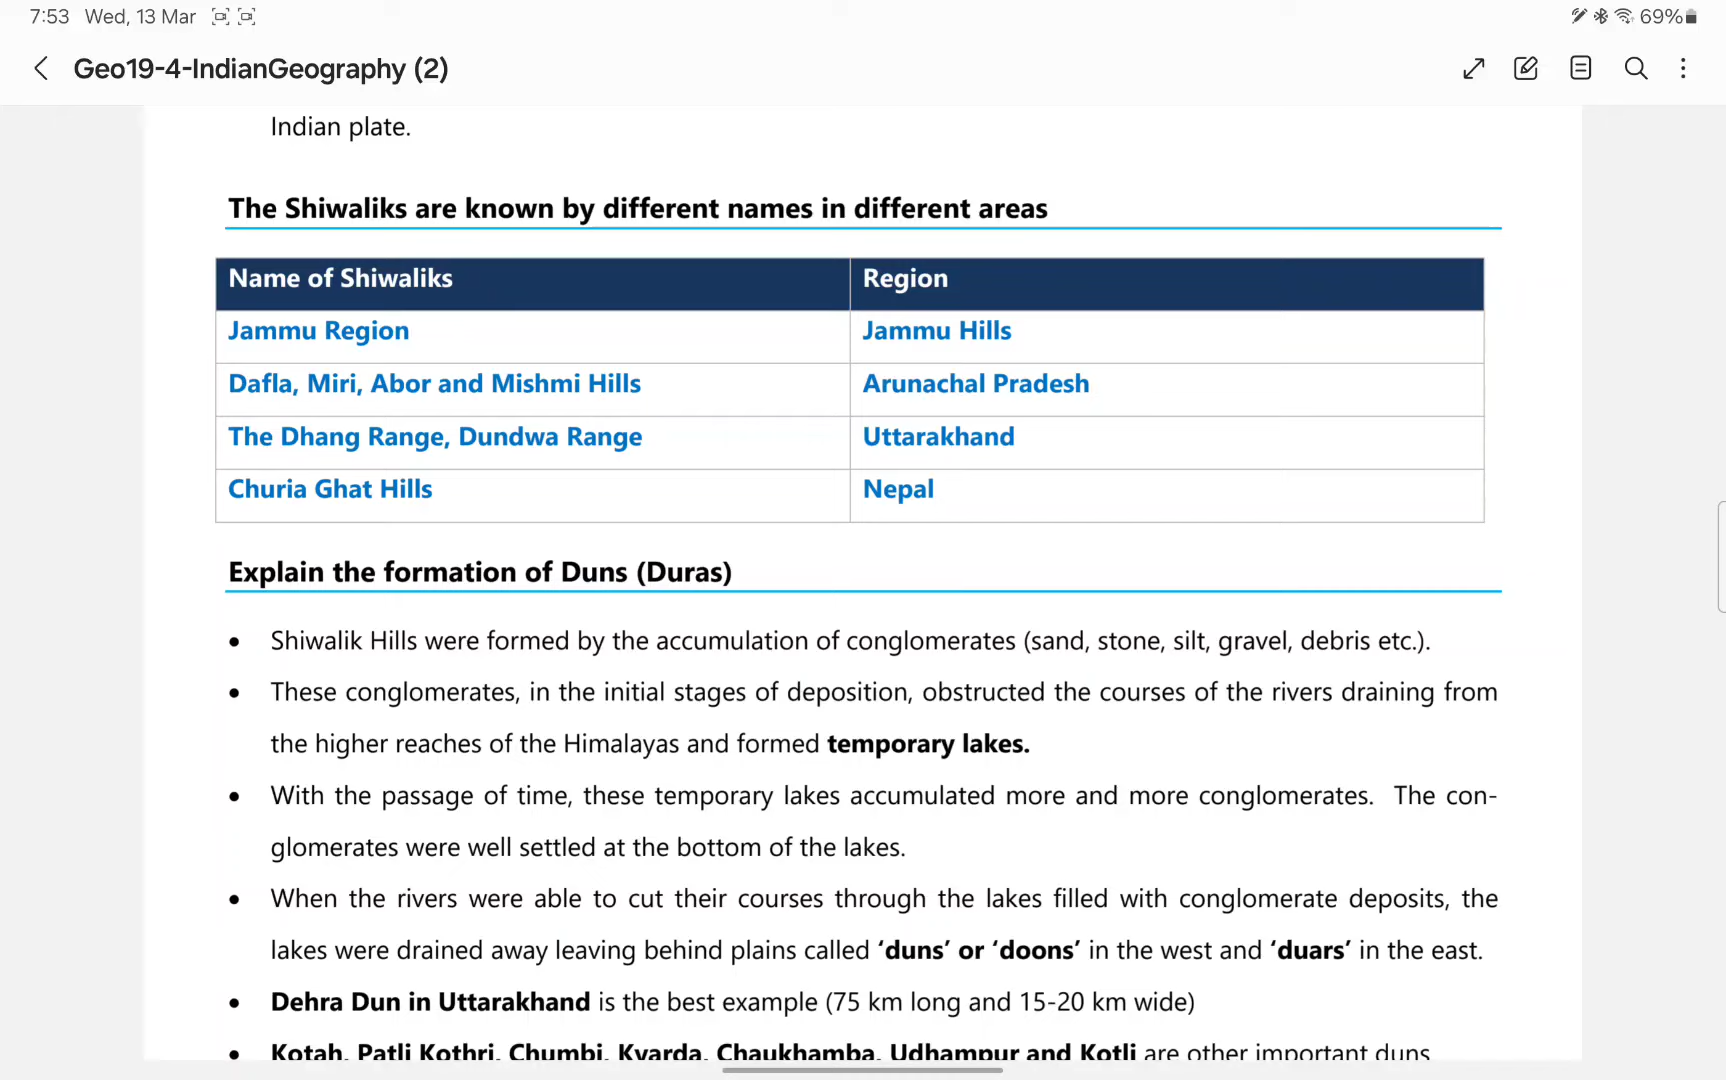 7:53 Wed, 13 Mar 69%
Geo19-4-IndianGeography (2)
Indian plate.
The Shiwaliks are known by different names in different areas
Name of Shiwaliks Region
Jammu Region Jammu Hills
Dafla, Miri, Abor and Mishmi Hills Arunachal Pradesh
The Dhang Range, Dundwa Range Uttarakhand
Churia Ghat Hills Nepal
Explain the formation of Duns (Duras)
• Shiwalik Hills were formed by the accumulation of conglomerates (sand, stone, silt, gravel, debris etc.).
• These conglomerates, in the initial stages of deposition, obstructed the courses of the rivers draining from
the higher reaches of the Himalayas and formed temporary lakes.
• With the passage of time, these temporary lakes accumulated more and more conglomerates. The con-
glomerates were well settled at the bottom of the lakes.
• When the rivers were able to cut their courses through the lakes filled with conglomerate deposits, the
lakes were drained away leaving behind plains called ‘duns’ or ‘doons’ in the west and ‘duars’ in the east.
• Dehra Dun in Uttarakhand is the best example (75 km long and 15-20 km wide)
• Kotah, Patli Kothri, Chumbi, Kyarda, Chaukhamba, Udhampur and Kotli are other important duns